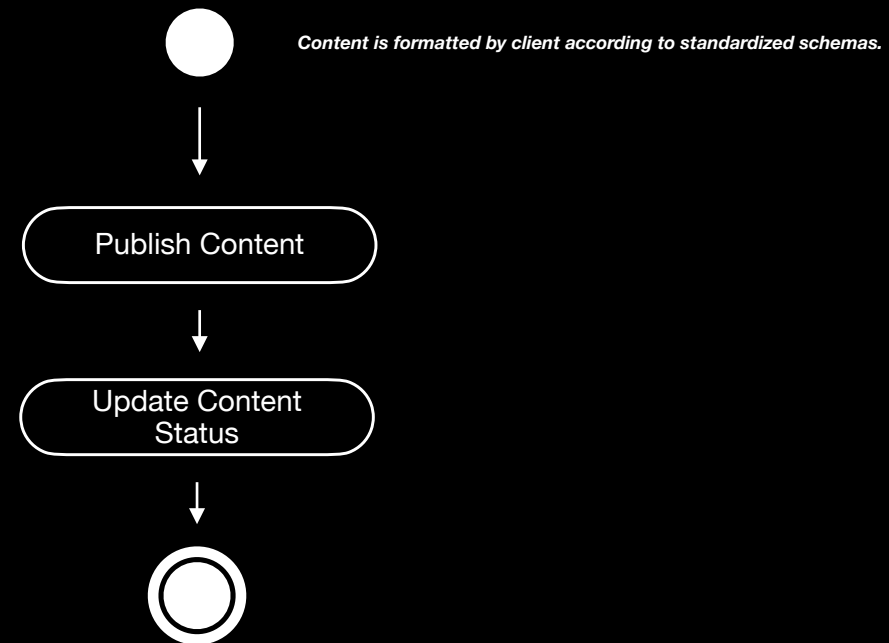 Content is formatted by client according to standardized schemas.
Publish Content
Update Content
Status